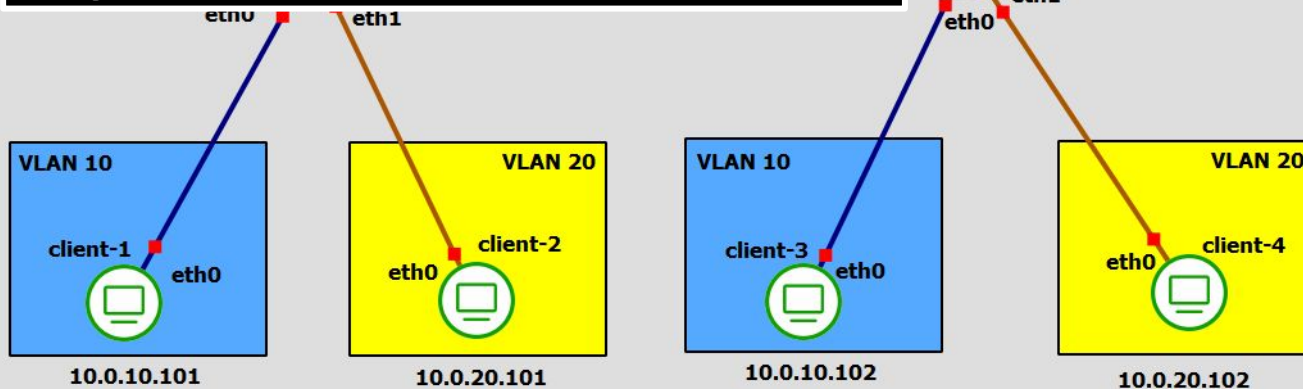 eth0
eth1
eth0
VLAN 10
VLAN 20
VLAN 10
VLAN 20
client-1
eth0
client-2
eth0
client-3
eth0
client-4
eth0
10.0.10.101
10.0.20.101
10.0.10.102
10.0.20.102